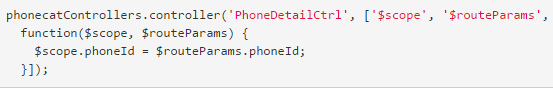 phonecatControllers.controller('PhoneDetailCtrl', ['$scope', '$routeParams',
  function($scope, $routeParams) {
    $scope.phoneId = $routeParams.phoneId;
  }]);